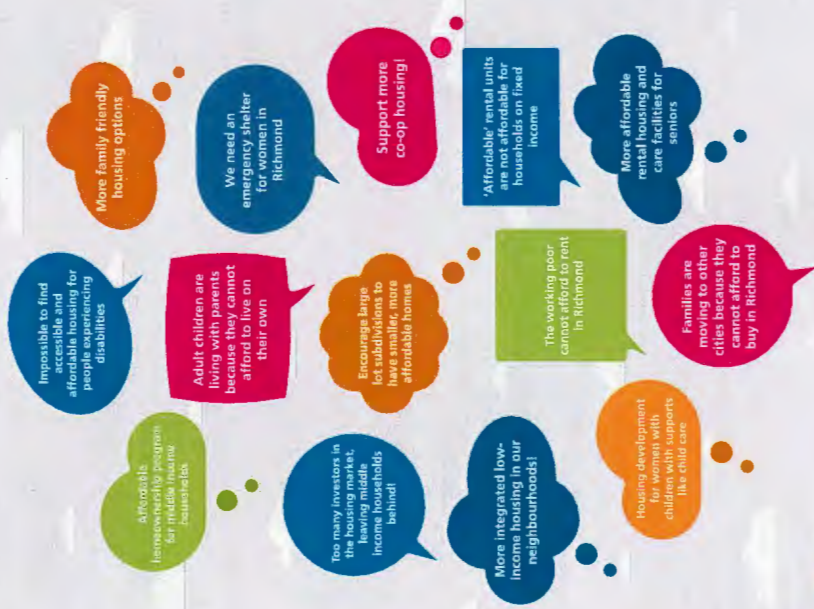 Affordable
homeownership program
for middle income
households
Impossible to find
accessible and
affordable housing for
people experiencing
disabilities
More family friendly
housing options
Too many investors in
the housing market,
leaving middle
income households
behind!
Adult children are
living with parents
because they cannot
afford to live on
their own
We need an
emergency shelter
for women in
Richmond
More integrated low-
income housing in our
neighbourhoods!
Encourage large
lot subdivisions to
have smaller, more
affordable homes
Support more
co-op housing!
Housing development
for women with
children with supports
like child care
The working poor
cannot afford to rent
in Richmond
'Affordable' rental units
are not affordable for
households on fixed
income
Families are
moving to other
cities because they
cannot afford to
buy in Richmond
More affordable
rental housing and
care facilities for
seniors